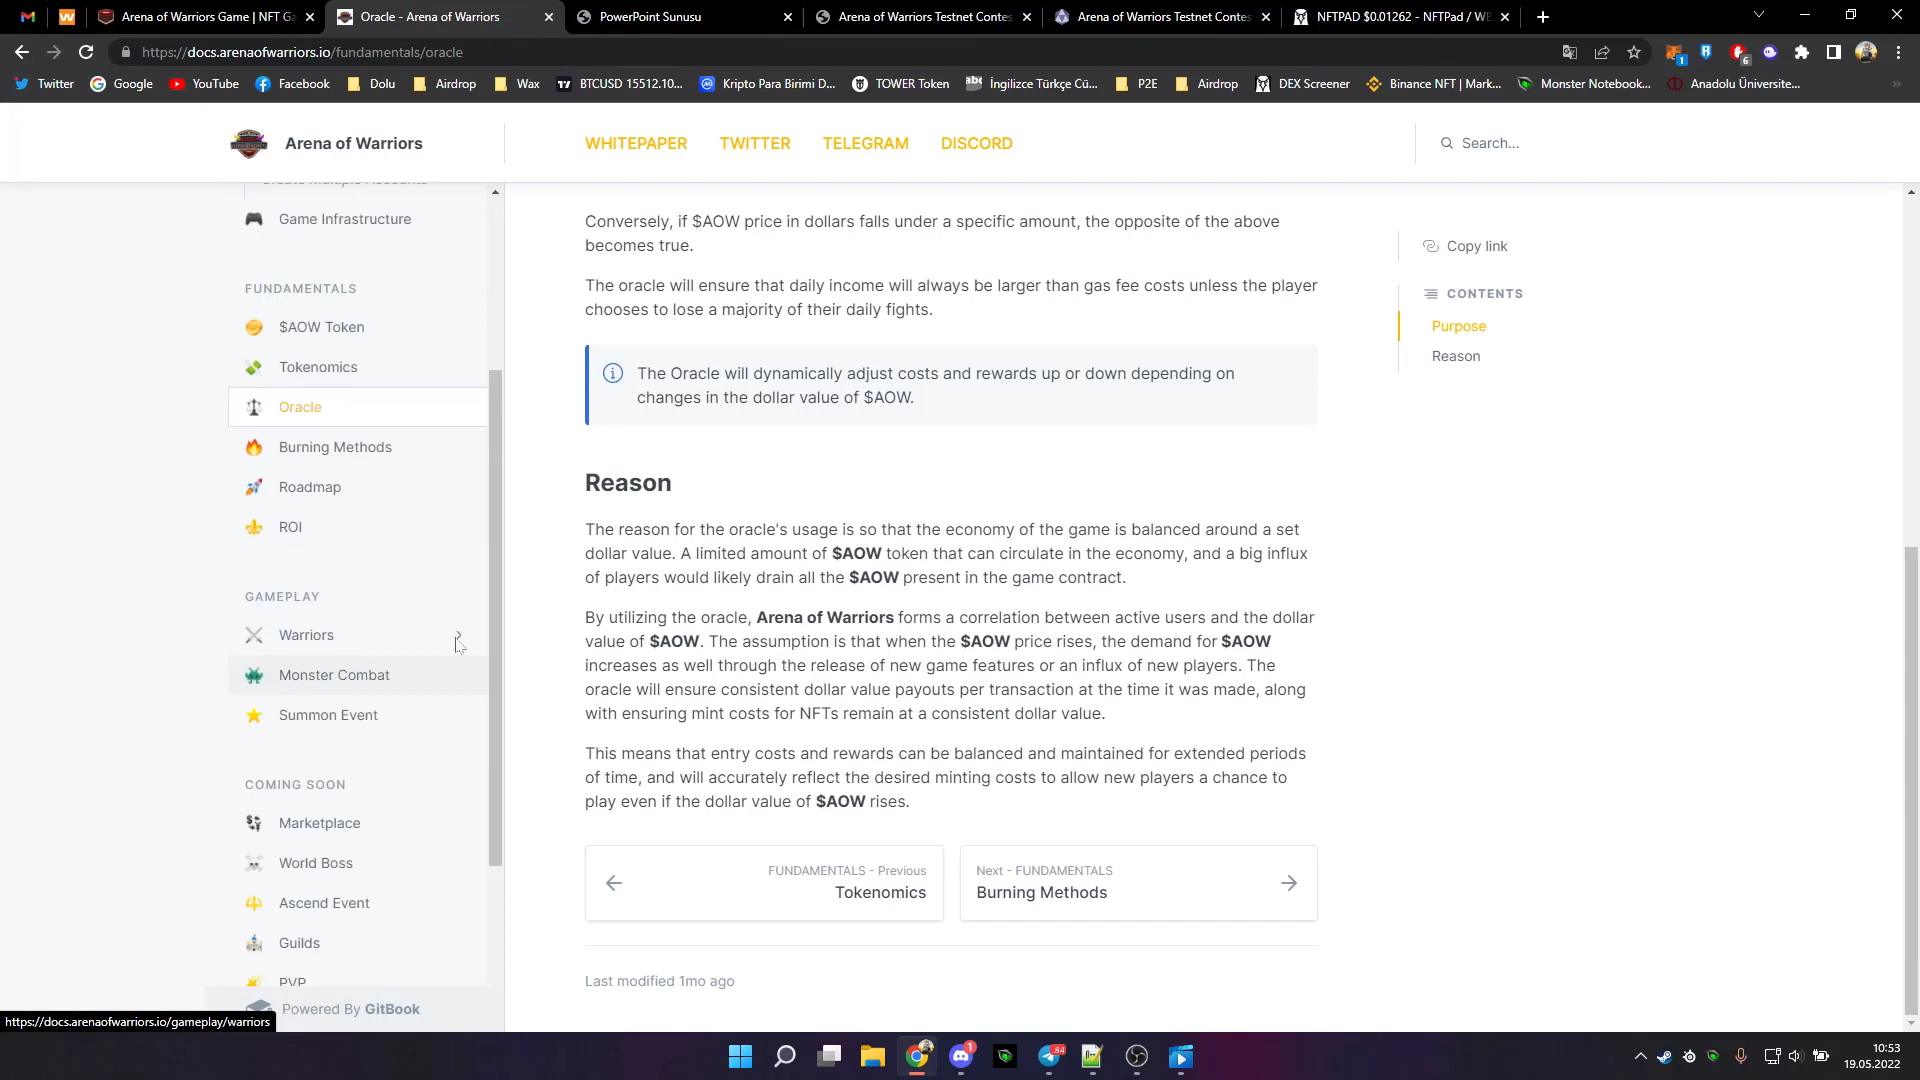 Arena of Warriors Game | NFT Ga
Oracle - Arena of Warriors
PowerPoint Sunusu
Arena of Warriors Testnet Contes
Arena of Warriors Testnet Contes
NFTPAD $0.01262 - NFTPad / WB
https://docs.arenaofwarriors.io/fundamentals/oracle
1
6
Twitter
Google
YouTube
Facebook
Dolu
Airdrop
Wax
BTCUSD 15512.10...
Kripto Para Birimi D...
TOWER Token
İngilizce Türkçe Cü...
P2E
Airdrop
DEX Screener
Binance NFT | Mark...
Monster Notebook...
Anadolu Üniversite...
Arena of Warriors
WHITEPAPER
TWITTER
TELEGRAM
DISCORD
Search...
Create Multiple Accounts
Game Infrastructure
FUNDAMENTALS
$AOW Token
Tokenomics
Oracle
Burning Methods
Roadmap
ROI
GAMEPLAY
Warriors
Monster Combat
Summon Event
COMING SOON
Marketplace
World Boss
Ascend Event
Guilds
PVP
Powered By GitBook
https://docs.arenaofwarriors.io/gameplay/warriors
Conversely, if $AOW price in dollars falls under a specific amount, the opposite of the above
becomes true.
The oracle will ensure that daily income will always be larger than gas fee costs unless the player
chooses to lose a majority of their daily fights.
The Oracle will dynamically adjust costs and rewards up or down depending on
changes in the dollar value of $AOW.
Reason
The reason for the oracle's usage is so that the economy of the game is balanced around a set
dollar value. A limited amount of $AOW token that can circulate in the economy, and a big influx
of players would likely drain all the $AOW present in the game contract.
By utilizing the oracle, Arena of Warriors forms a correlation between active users and the dollar
value of $AOW. The assumption is that when the $AOW price rises, the demand for $AOW
increases as well through the release of new game features or an influx of new players. The
oracle will ensure consistent dollar value payouts per transaction at the time it was made, along
with ensuring mint costs for NFTs remain at a consistent dollar value.
This means that entry costs and rewards can be balanced and maintained for extended periods
of time, and will accurately reflect the desired minting costs to allow new players a chance to
play even if the dollar value of $AOW rises.
FUNDAMENTALS - Previous
Tokenomics
Next - FUNDAMENTALS
Burning Methods
Last modified 1mo ago
Copy link
CONTENTS
Purpose
Reason
1
84
10:53
19.05.2022